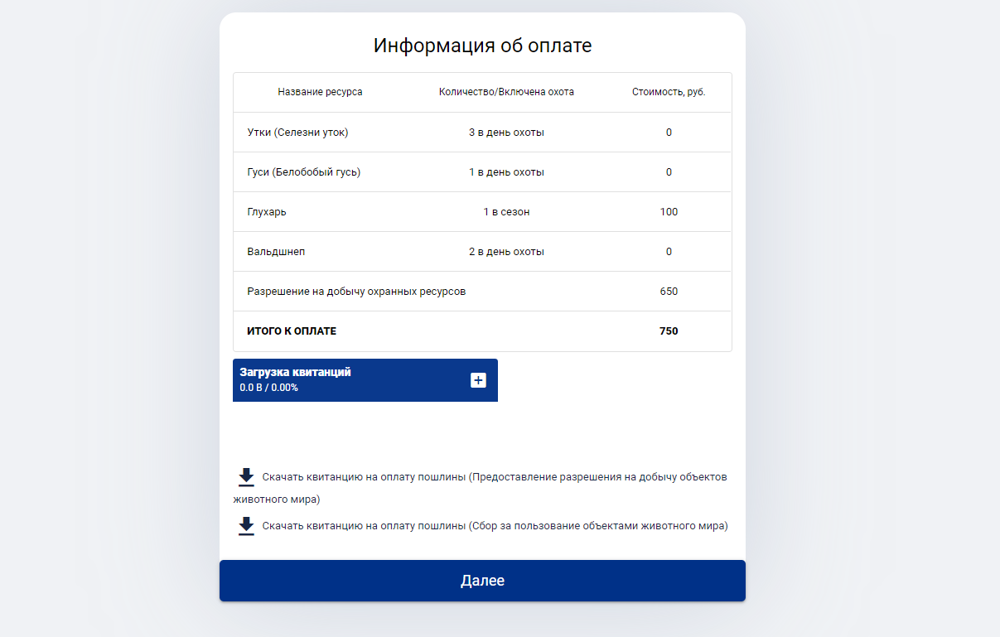 Информация об оплате
Название ресурса Количество/Включена охота Стоимость, руб.
Утки (Селезни уток) 3 в день охоты 0
Гуси (Белобобый гусь) 1 в день охоты 0
Глухарь 1 в сезон 100
Вальдшнеп 2 в день охоты 0
Разрешение на добычу охранных ресурсов 650
ИТОГО К ОПЛАТЕ 750
Загрузка квитанций
0.0 B / 0.00%
Скачать квитанцию на оплату пошлины (Предоставление разрешения на добычу объектов
животного мира)
Скачать квитанцию на оплату пошлины (Сбор за пользование объектами животного мира)
Далее